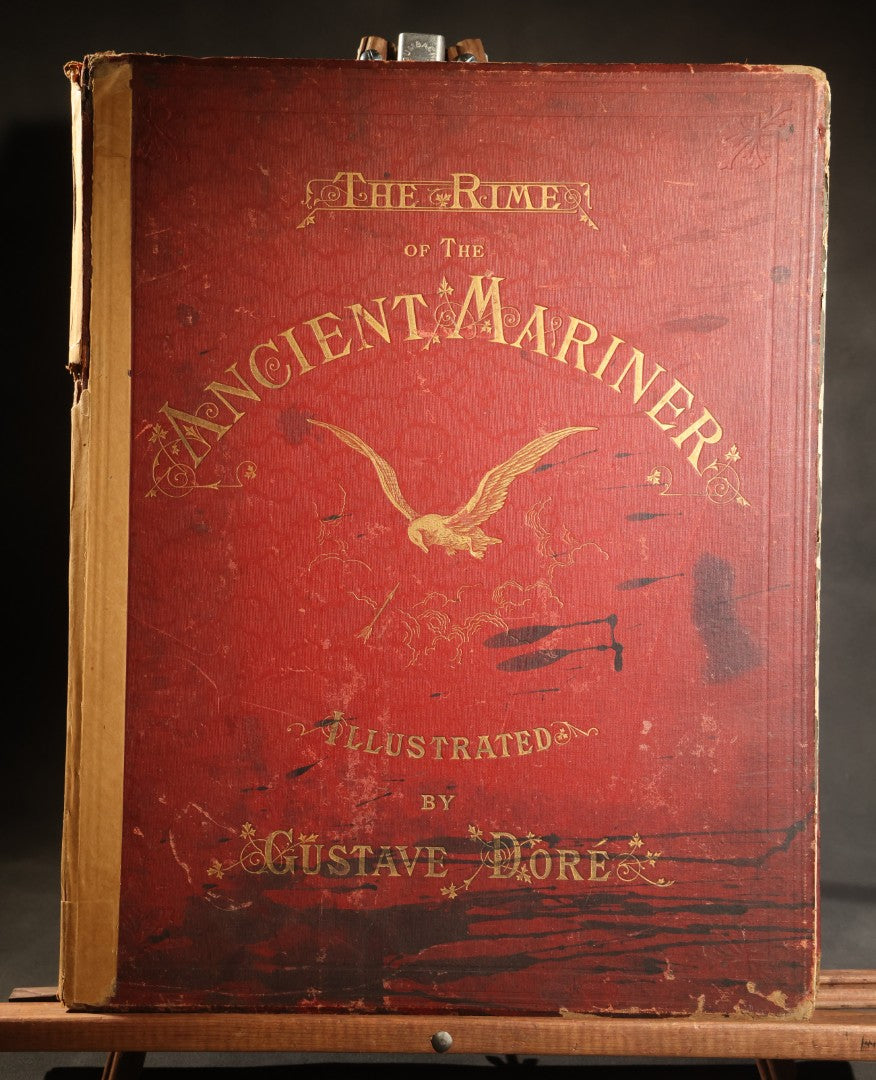 The Rime
of The
Ancient Mariner
Illustrated
by
Gustave Doré